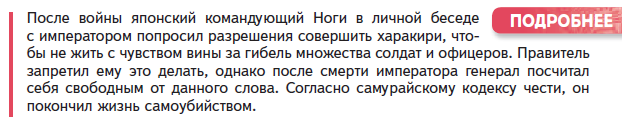 После войны японский командующий Ноги в личной беседе
ПОДРОБНЕЕ
с императором попросил разрешения совершить харакири, что-
бы не жить с чувством вины за гибель множества солдат и офицеров. Правитель
запретил ему это делать, однако после смерти императора генерал посчитал
себя свободным от данного слова. Согласно самурайскому кодексу чести, он
покончил жизнь самоубийством.